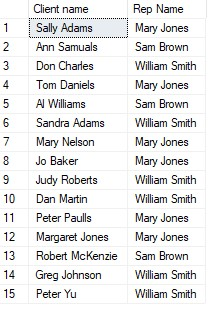 Client name Rep Name
1 Sally Adams Mary Jones
2 Ann Samuals Sam Brown
3 Don Charles William Smith
4 Tom Daniels Mary Jones
5 Al Williams Sam Brown
6 Sandra Adams William Smith
7 Mary Nelson Mary Jones
8 Jo Baker Mary Jones
9 Judy Roberts William Smith
10 Dan Martin William Smith
11 Peter Paulls Mary Jones
12 Margaret Jones Mary Jones
13 Robert McKenzie Sam Brown
14 Greg Johnson William Smith
15 Peter Yu William Smith